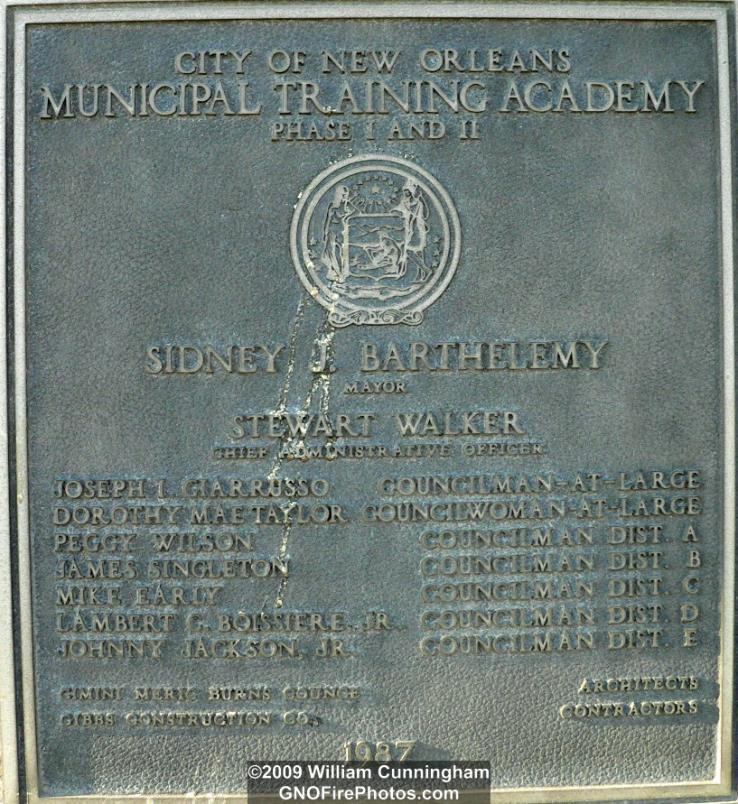 CITY OF NEW ORLEANS
MUNICIPAL TRAINING ACADEMY
PHASE I AND II
SIDNEY J. BARTHELEMY
MAYOR
STEWART WALKER
CHIEF ADMINISTRATIVE OFFICER
JOSEPH I. GIARRUSSO COUNCILMAN-AT-LARGE
DOROTHY MAE TAYLOR COUNCILWOMAN-AT-LARGE
PEGGY WILSON COUNCILMAN DIST. A
JAMES SINGLETON COUNCILMAN DIST. B
MIKE EARLY COUNCILMAN DIST. C
LAMBERT C. BOISSIERE, JR. COUNCILMAN DIST. D
JOHNNY JACKSON, JR. COUNCILMAN DIST. E
MERIC BURNS ARCHITECTS
GIBBS CONSTRUCTION CO., CONTRACTORS
1987
©2009 William Cunningham
GNOFirePhotos.com